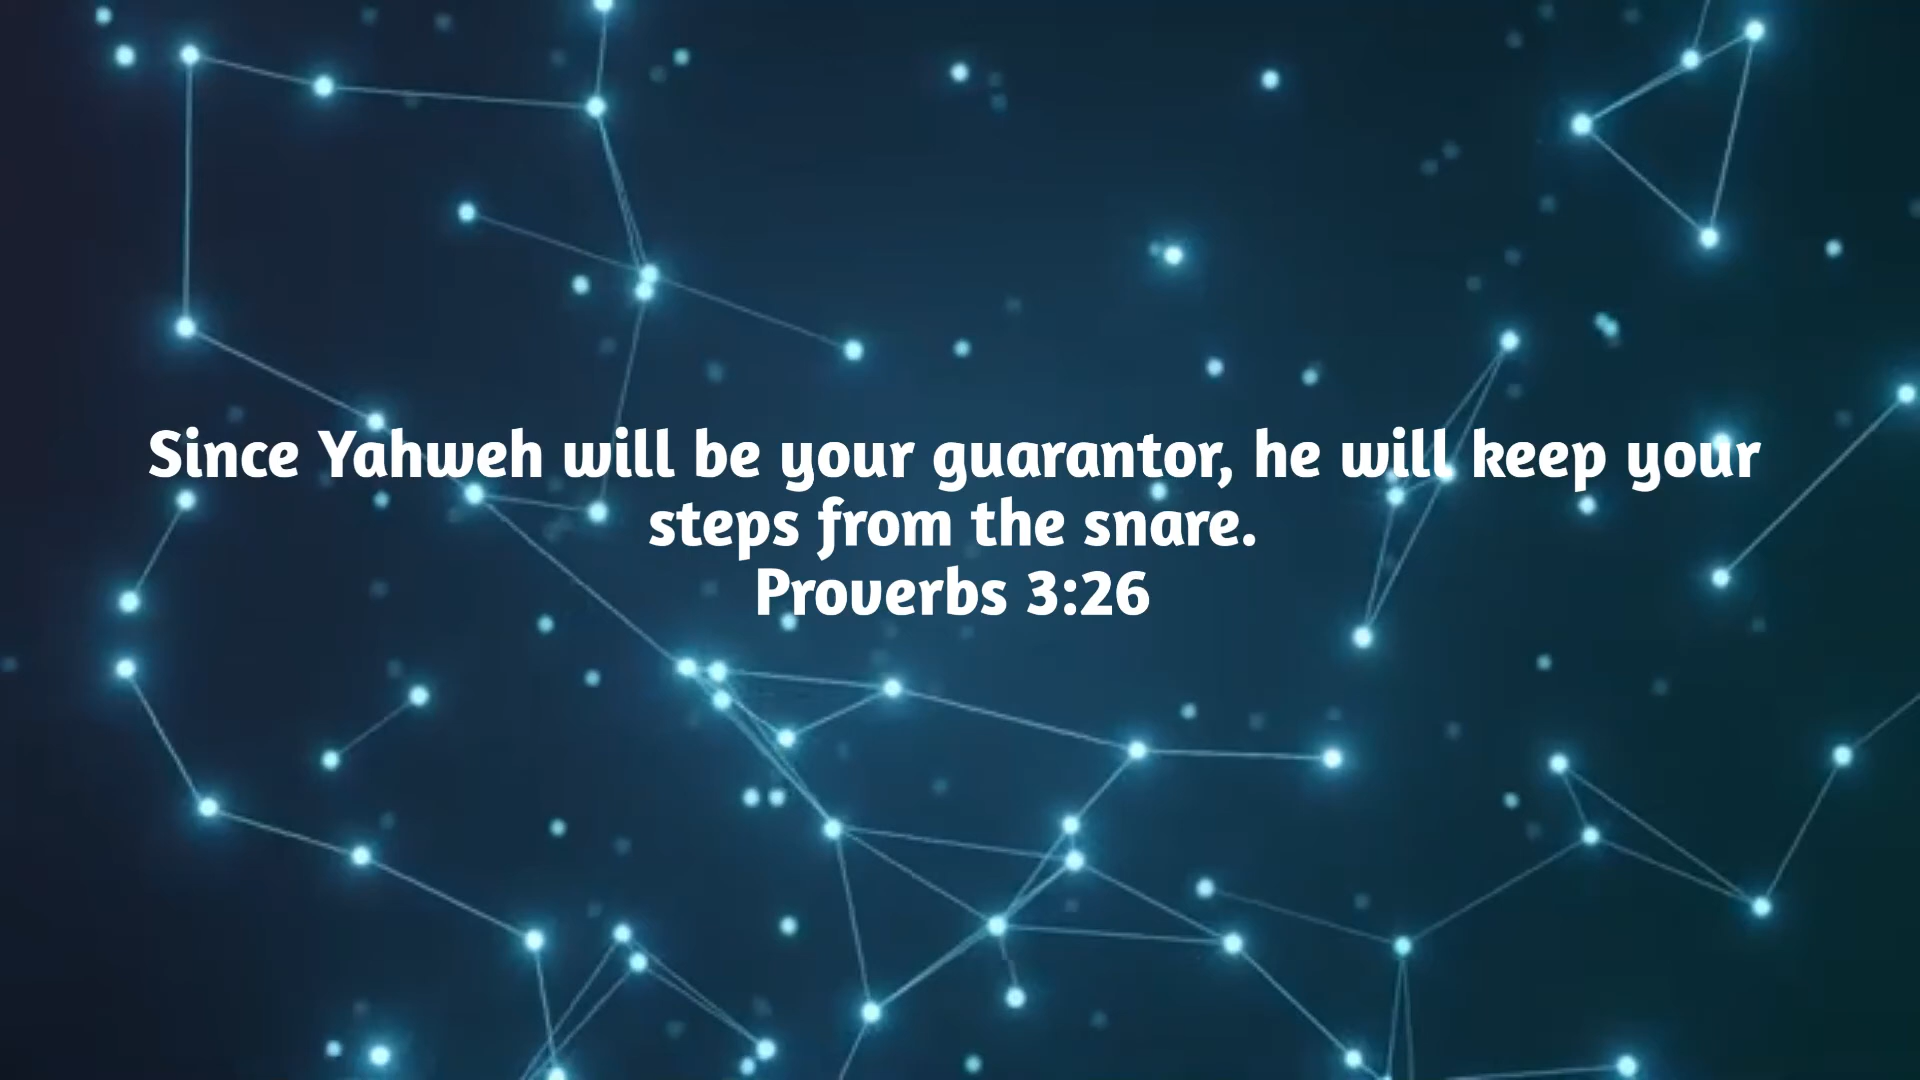 Since Yahweh will be your guarantor, he will keep your
steps from the snare.
Proverbs 3:26